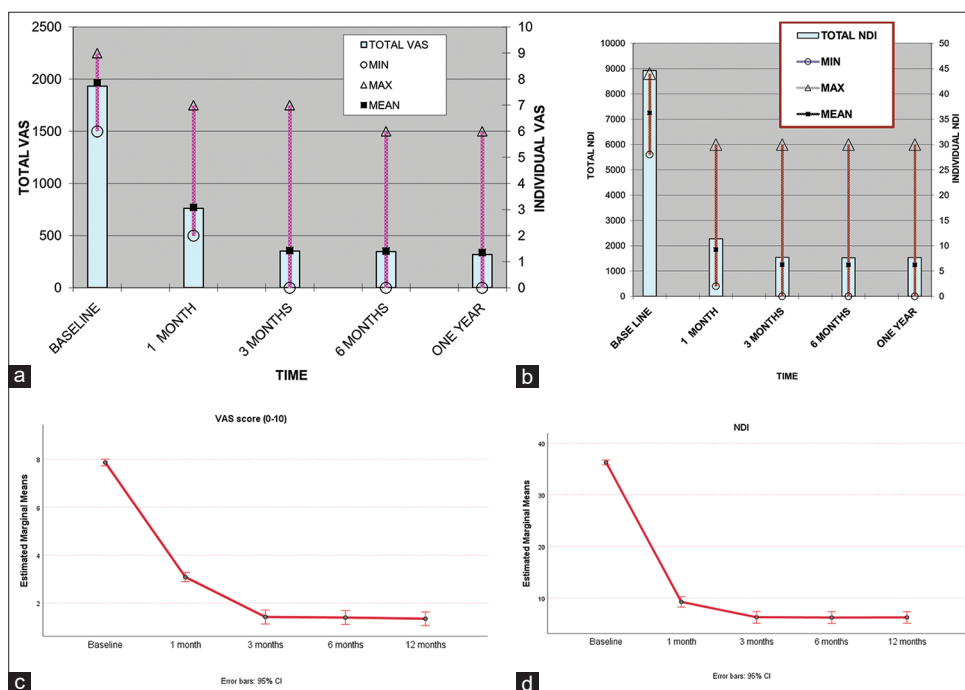 2500
2000
1500
1000
500
0
TOTAL VAS
10
9
8
7
6
5
4
3
2
1
0
INDIVIDUAL VAS
TOTAL VAS
MIN
MAX
MEAN
BASELINE
1 MONTH
3 MONTHS
6 MONTHS
ONE YEAR
TIME
a
10000
9000
8000
7000
6000
5000
4000
3000
2000
1000
0
TOTAL NDI
50
45
40
35
30
25
20
15
10
5
0
INDIVIDUAL NDI
TOTAL NDI
MIN
MAX
MEAN
BASE LINE
1 MONTH
3 MONTHS
6 MONTHS
ONE YEAR
TIME
b
VAS score (0-10)
Estimated Marginal Means
8
6
4
2
Baseline
1 month
3 months
6 months
12 months
Error bars: 95% CI
c
NDI
Estimated Marginal Means
40
30
20
10
Baseline
1 month
3 months
6 months
12 months
Error bars: 95% CI
d